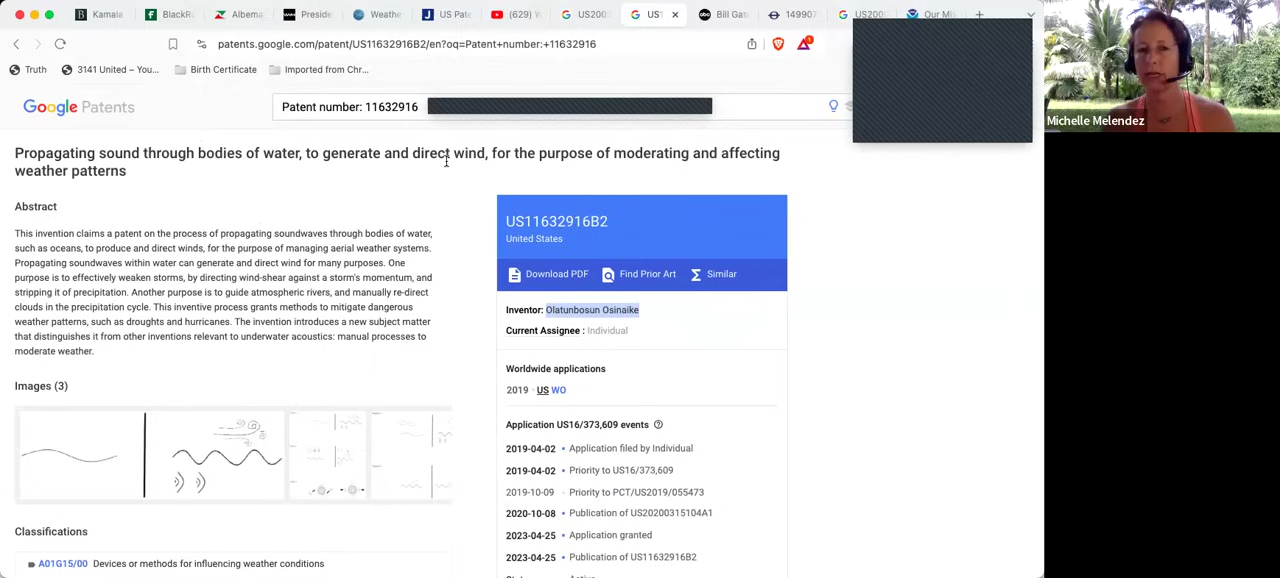 Kamala
BlackR
Albema
Preside
Weathe
US Pate
(629) W
US200
US1
Bill Gat
149907
US200
Our Mis
patents.google.com/patent/US11632916B2/en?oq=Patent+number:+11632916
1
Truth
3141 United – You...
Birth Certificate
Imported from Chr...
Google Patents
Patent number: 11632916
Michelle Melendez
Propagating sound through bodies of water, to generate and direct wind, for the purpose of moderating and affecting
weather patterns
Abstract
This invention claims a patent on the process of propagating soundwaves through bodies of water,
such as oceans, to produce and direct winds, for the purpose of managing aerial weather systems.
Propagating soundwaves within water can generate and direct wind for many purposes. One
purpose is to effectively weaken storms, by directing wind-shear against a storm's momentum, and
stripping it of precipitation. Another purpose is to guide atmospheric rivers, and manually re-direct
clouds in the precipitation cycle. This inventive process grants methods to mitigate dangerous
weather patterns, such as droughts and hurricanes. The invention introduces a new subject matter
that distinguishes it from other inventions relevant to underwater acoustics: manual processes to
moderate weather.
Images (3)
Classifications
A01G15/00 Devices or methods for influencing weather conditions
US11632916B2
United States
Download PDF
Find Prior Art
Similar
Inventor: Olatunbosun Osinaike
Current Assignee : Individual
Worldwide applications
2019 US WO
Application US16/373,609 events
2019-04-02 • Application filed by Individual
2019-04-02 • Priority to US16/373,609
2019-10-09 • Priority to PCT/US2019/055473
2020-10-08 • Publication of US20200315104A1
2023-04-25 • Application granted
2023-04-25 • Publication of US11632916B2